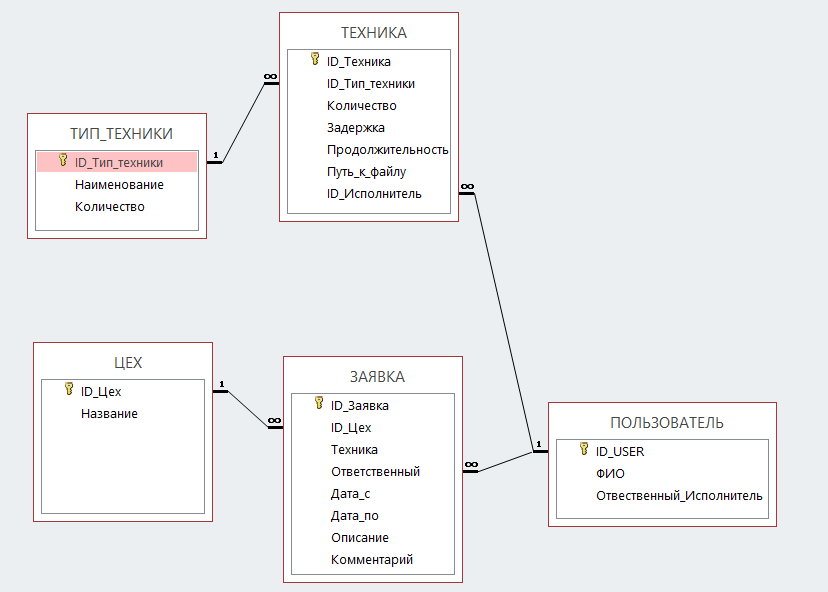 ТЕХНИКА
ID_Техника
ID_Тип_техники
Количество
Задержка
Продолжительность
Путь_к_файлу
ID_Исполнитель
∞
∞
ТИП_ТЕХНИКИ
ID_Тип_техники
Наименование
Количество
1
ЦЕХ
ID_Цех
Название
1
ЗАЯВКА
ID_Заявка
ID_Цех
Техника
Ответственный
Дата_с
Дата_по
Описание
Комментарий
∞
∞
ПОЛЬЗОВАТЕЛЬ
ID_USER
ФИО
Отвественный_Исполнитель
1